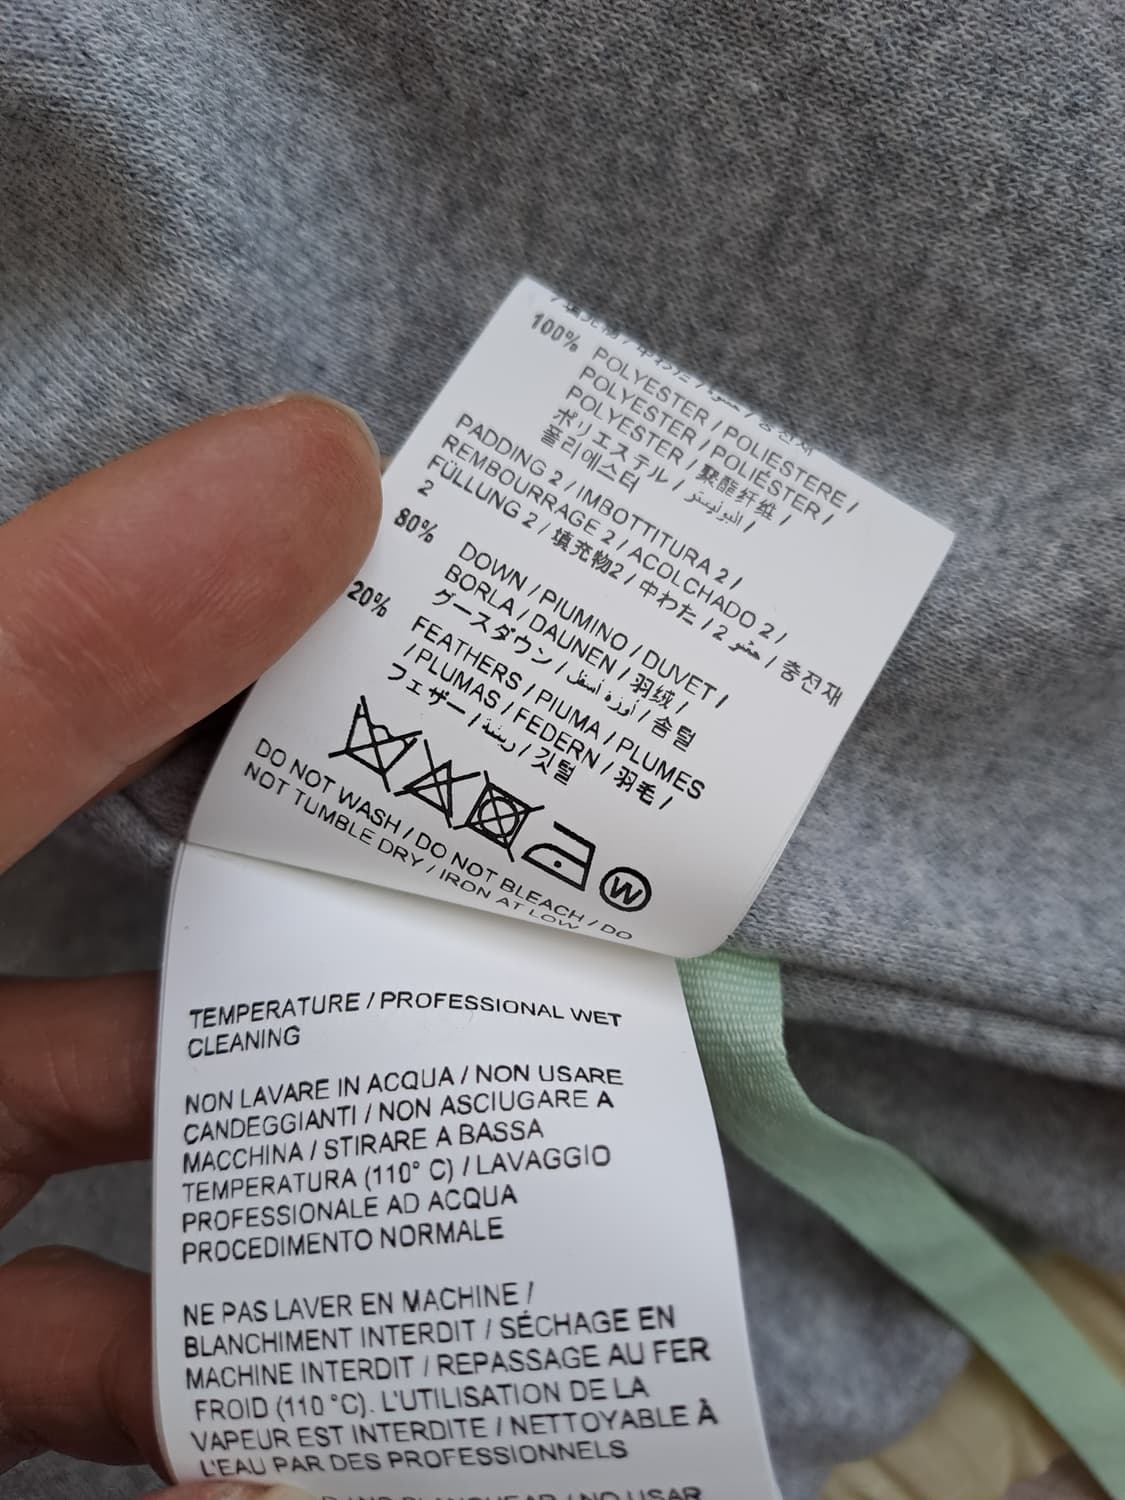 100%
POLYESTER / POLIESTERE /
POLYESTER / POLIÉSTER /
POLYESTER / 聚酯纤维 /
ポリエステル / البوليستر /
폴리에스터
PADDING 2 / IMBOTTITURA 2 /
REMBOURRAGE 2 / ACOLCHADO 2 /
FÜLLUNG 2 / 填充物2 / 中わた / 2 حشو / 충전재
2
80%
DOWN / PIUMINO / DUVET /
BORLA / DAUNEN / 羽绒 /
グースダウン / أوزة أسفل / 솜털
20%
FEATHERS / PIUMA / PLUMES
/ PLUMAS / FEDERN / 羽毛 /
フェザー / ريشة / 깃털
W
DO NOT WASH / DO NOT BLEACH / DO
NOT TUMBLE DRY / IRON AT LOW
TEMPERATURE / PROFESSIONAL WET
CLEANING
NON LAVARE IN ACQUA / NON USARE
CANDEGGIANTI / NON ASCIUGARE A
MACCHINA / STIRARE A BASSA
TEMPERATURA (110° C) / LAVAGGIO
PROFESSIONALE AD ACQUA
PROCEDIMENTO NORMALE
NE PAS LAVER EN MACHINE /
BLANCHIMENT INTERDIT / SÉCHAGE EN
MACHINE INTERDIT / REPASSAGE AU FER
FROID (110 °C). L'UTILISATION DE LA
VAPEUR EST INTERDITE / NETTOYABLE À
L'EAU PAR DES PROFESSIONNELS